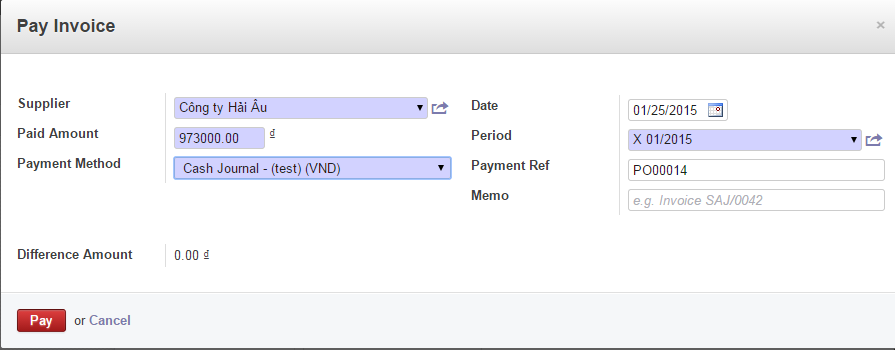 Pay Invoice ×
Supplier Công ty Hải Âu
Date 01/25/2015
Paid Amount 973000.00 đ
Period X 01/2015
Payment Method Cash Journal - (test) (VND)
Payment Ref PO00014
Memo e.g. Invoice SAJ/0042
Difference Amount 0.00 đ
Pay or Cancel